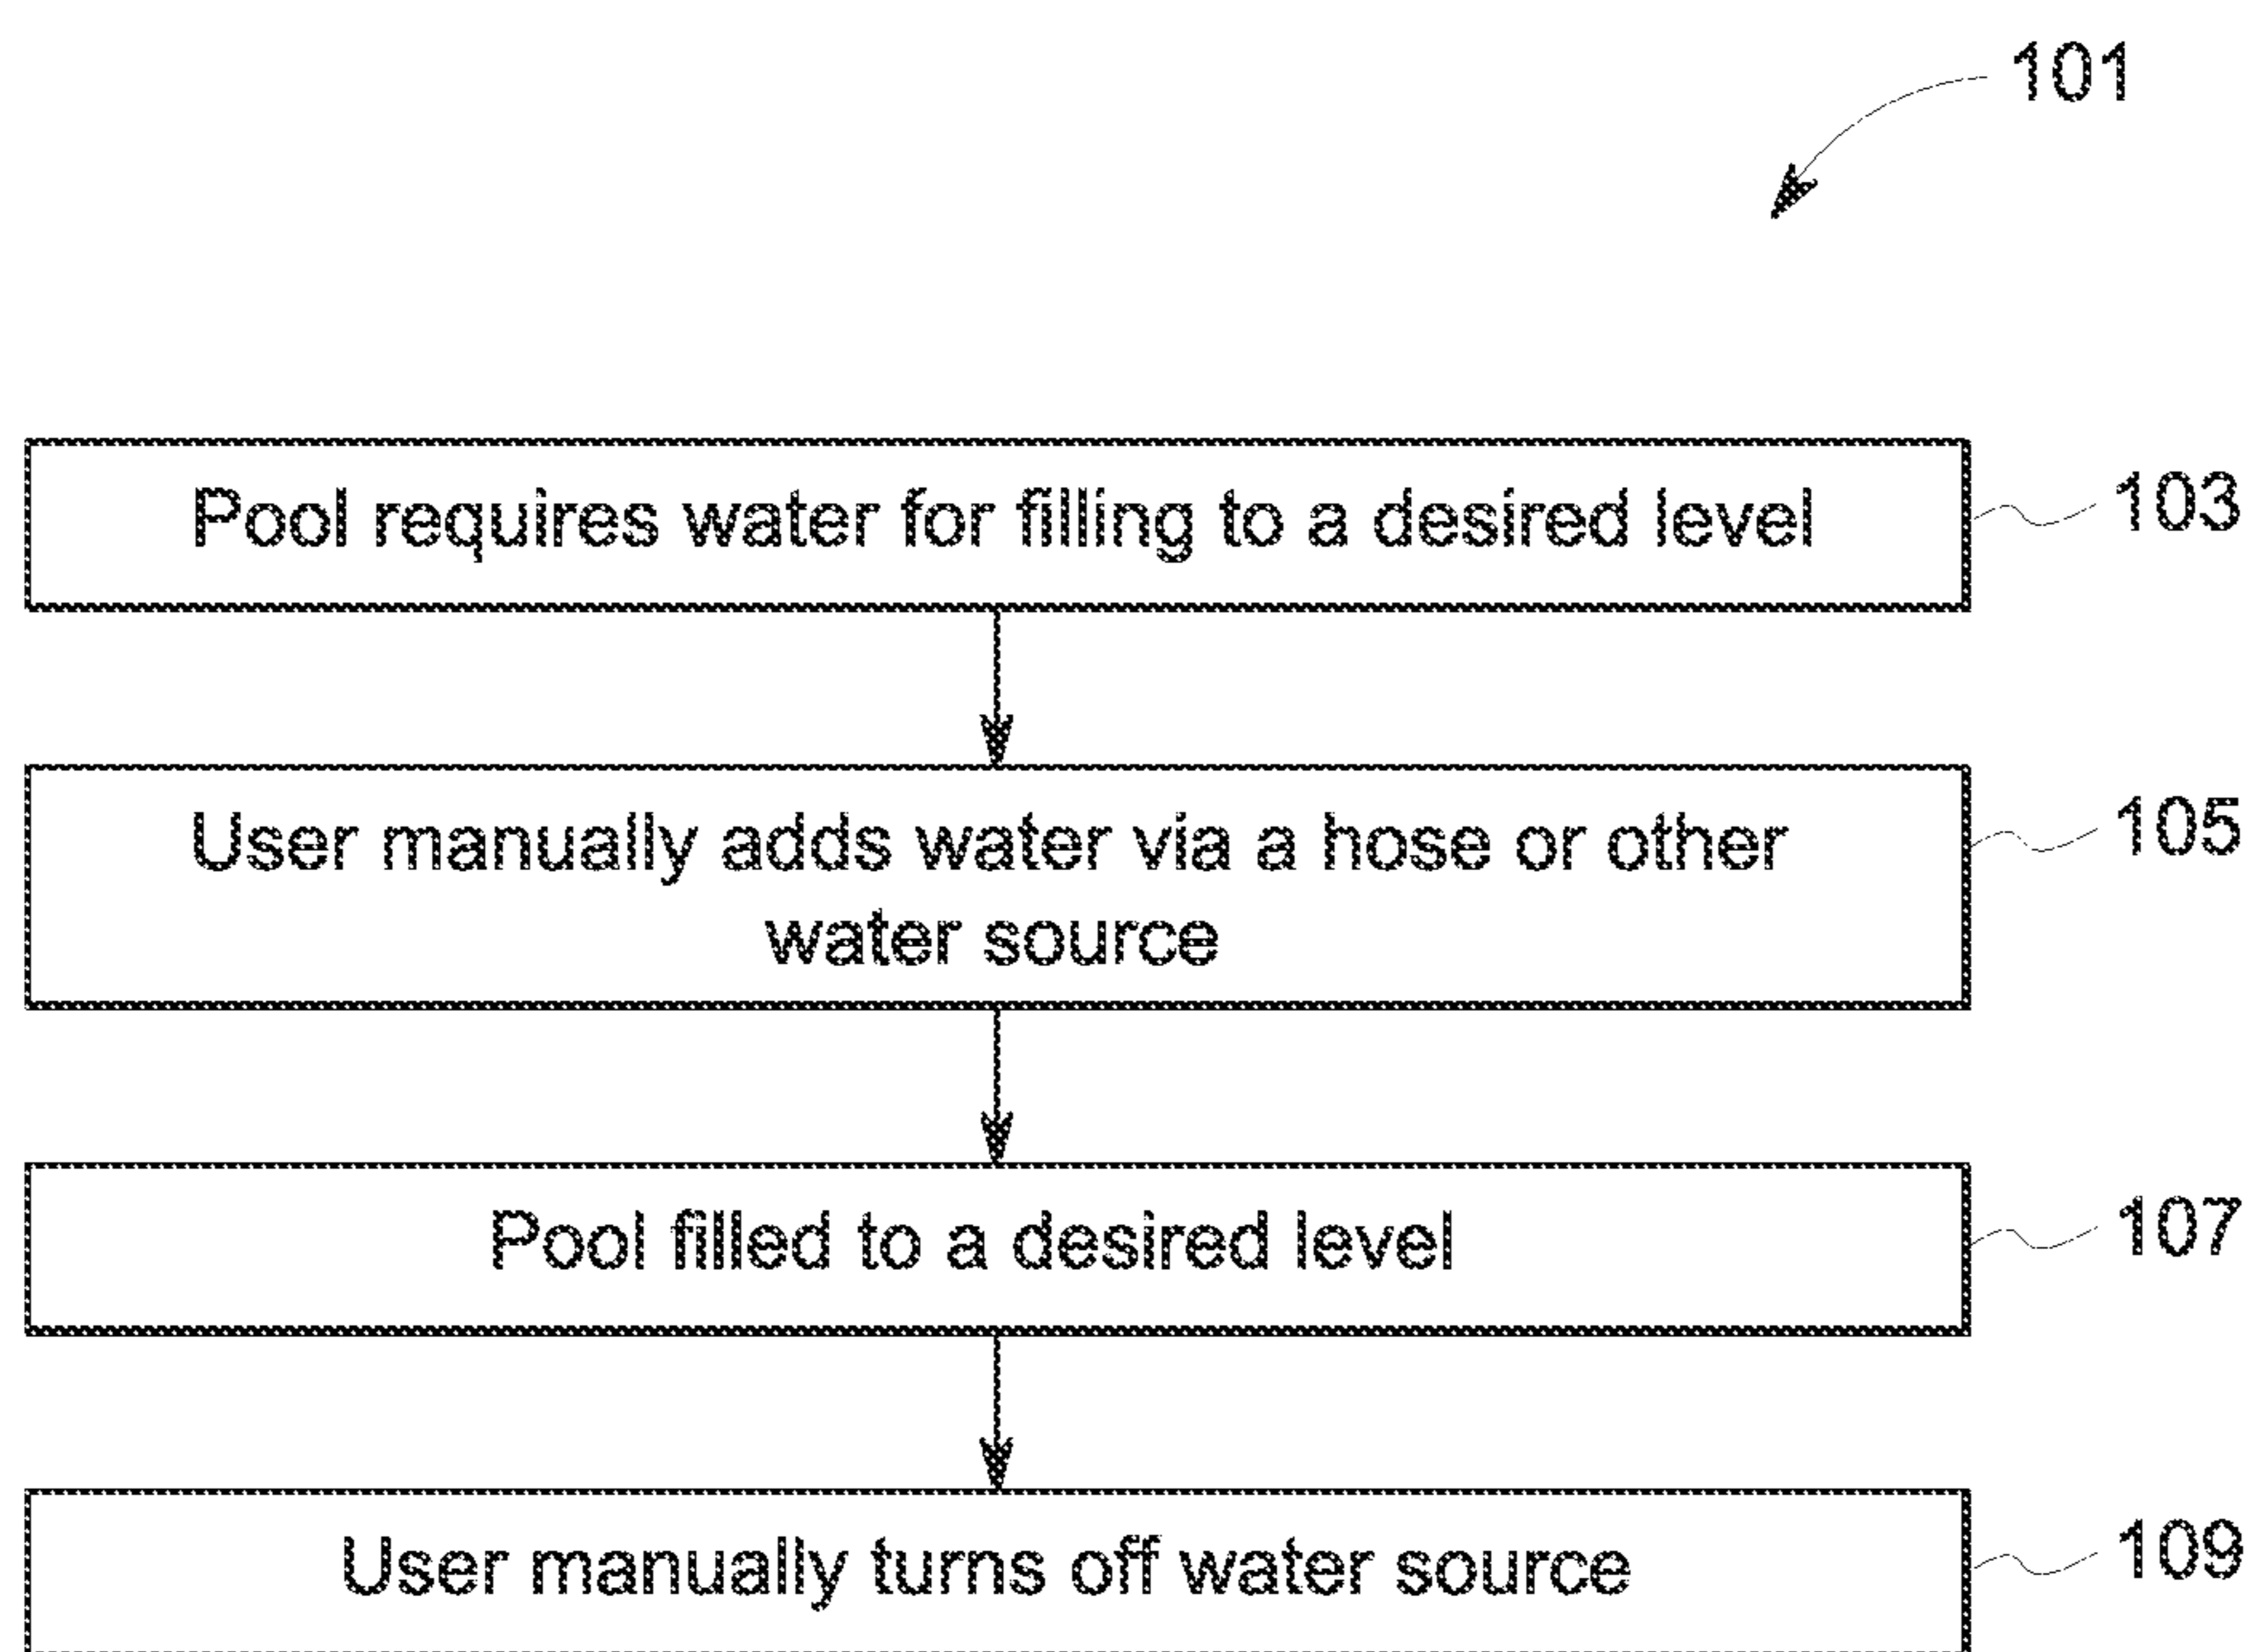 101
Pool requires water for filling to a desired level
103
User manually adds water via a hose or other
water source
105
Pool filled to a desired level
107
User manually turns off water source
109